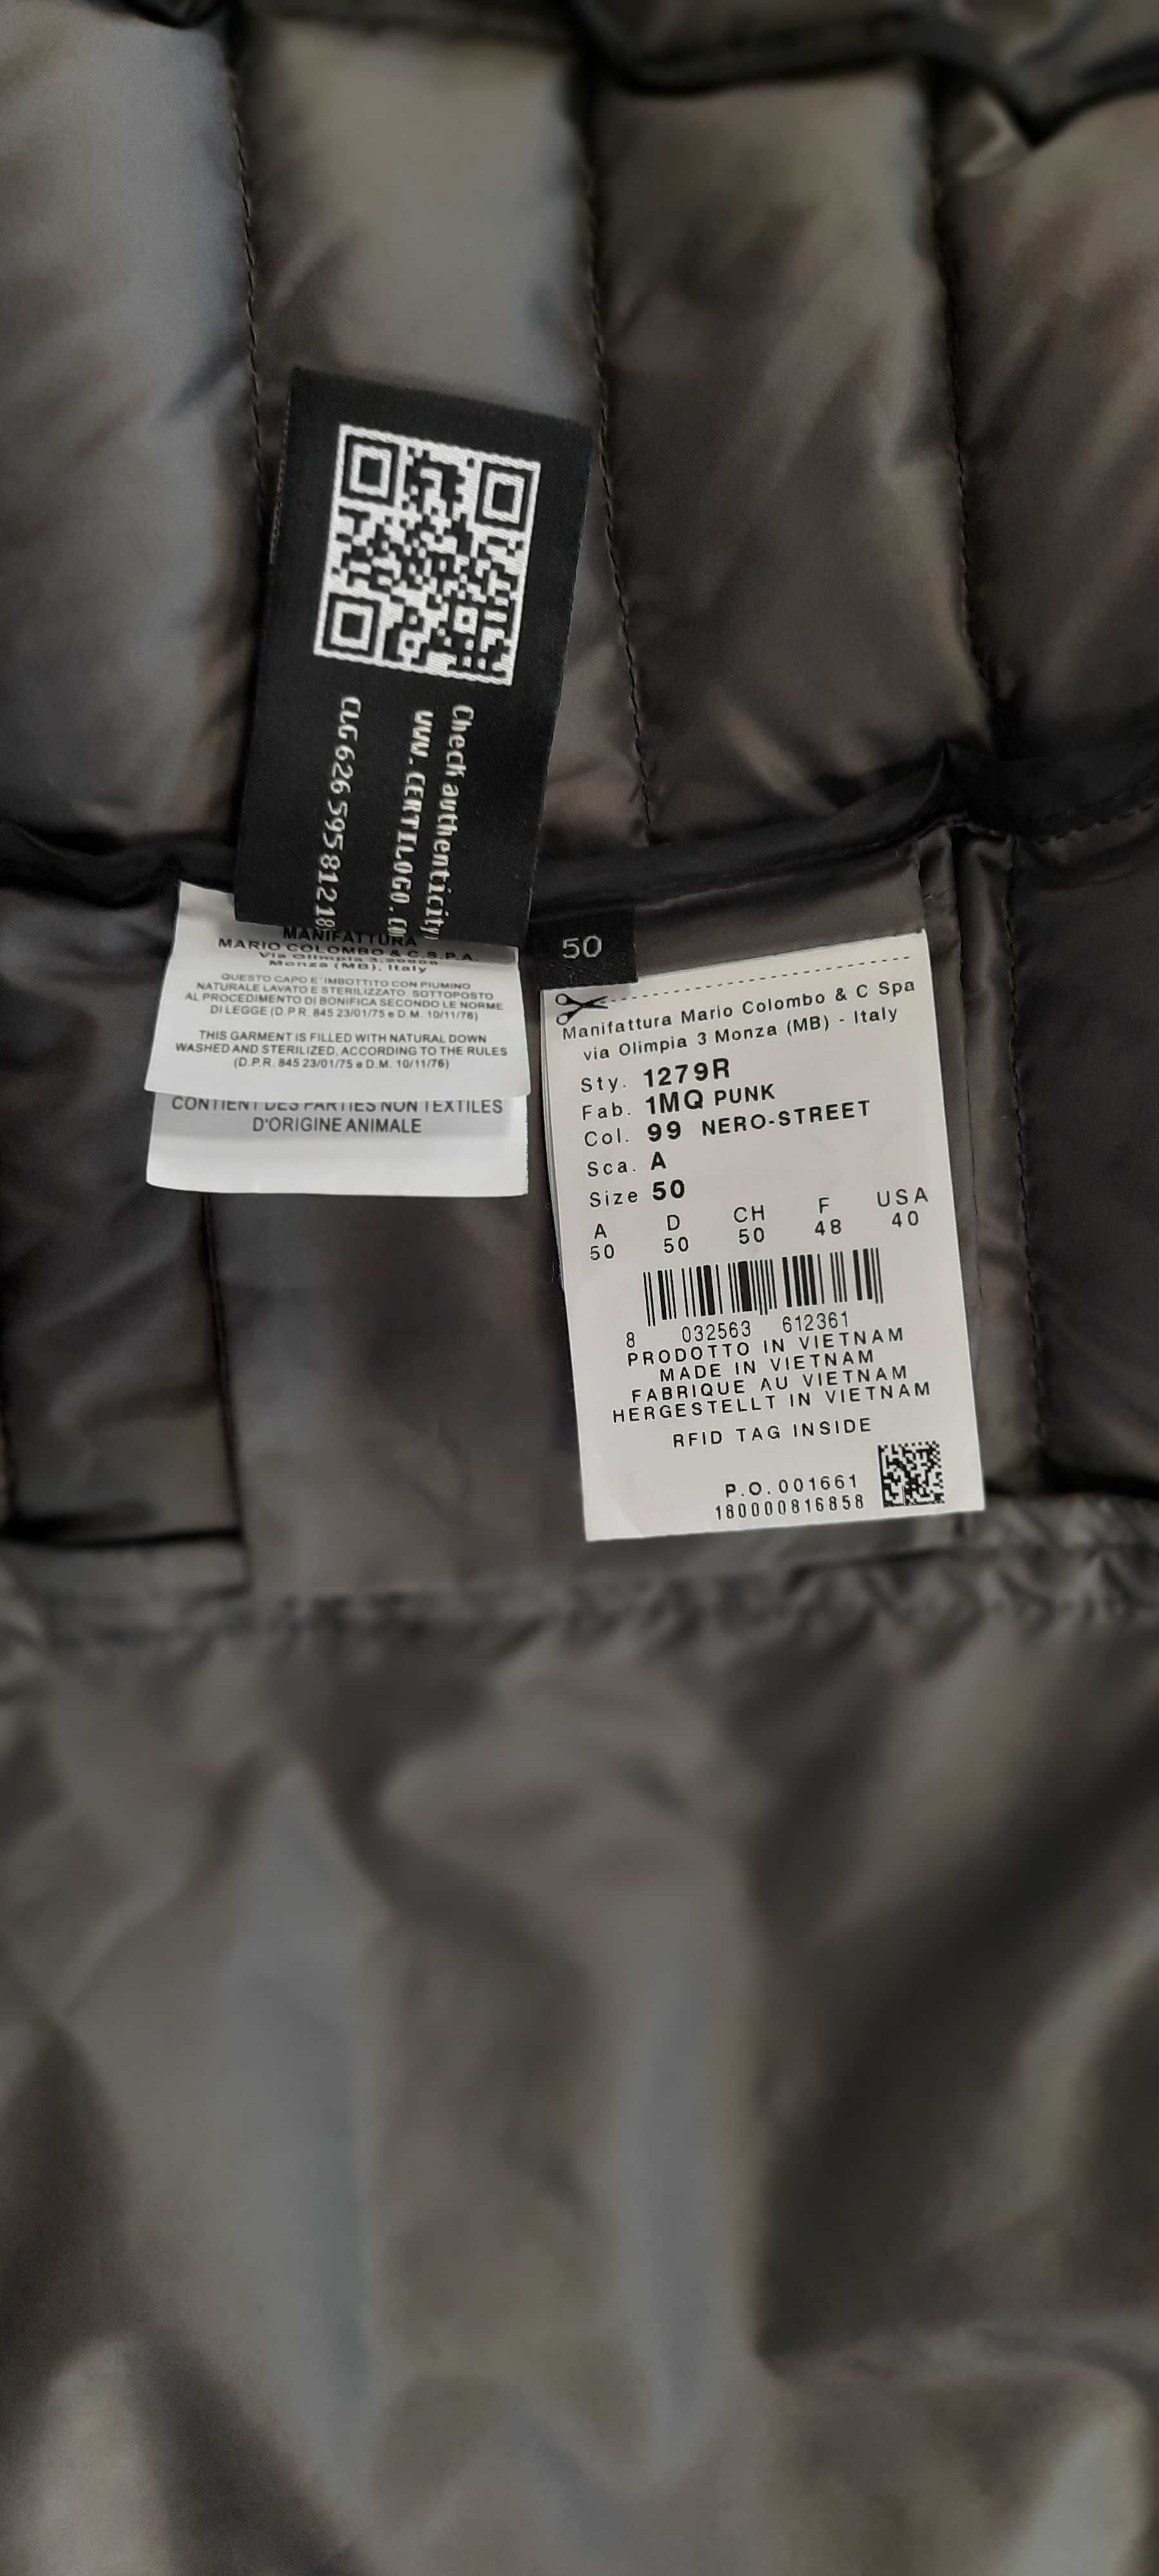 Check authenticity
WWW.CERTILOGO.CO
CLG 626 595 812 18
MANIFATTURA
MARIO COLOMBO & C.S.P.A.
Via Olimpia 3,20900
Monza (MB), Italy
QUESTO CAPO E' IMBOTTITO CON PIUMINO
NATURALE LAVATO E STERILIZZATO SOTTOPOSTO
AL PROCEDIMENTO DI BONIFICA SECONDO LE NORME
DI LEGGE (D.P.R. 845 23/01/75 e D.M. 10/11/76)
THIS GARMENT IS FILLED WITH NATURAL DOWN
WASHED AND STERILIZED, ACCORDING TO THE RULES
(D.P.R. 845 23/01/75 e D.M. 10/11/76)
CONTIENT DES PARTIES NON TEXTILES
D'ORIGINE ANIMALE
50
Manifattura Mario Colombo & C Spa
via Olimpia 3 Monza (MB) - Italy
Sty. 1279R
Fab. 1MQ PUNK
Col. 99 NERO-STREET
Sca. A
Size 50
A D CH F USA
50 50 50 48 40
8 032563 612361
PRODOTTO IN VIETNAM
MADE IN VIETNAM
FABRIQUE AU VIETNAM
HERGESTELLT IN VIETNAM
RFID TAG INSIDE
P.O.001661
180000816858